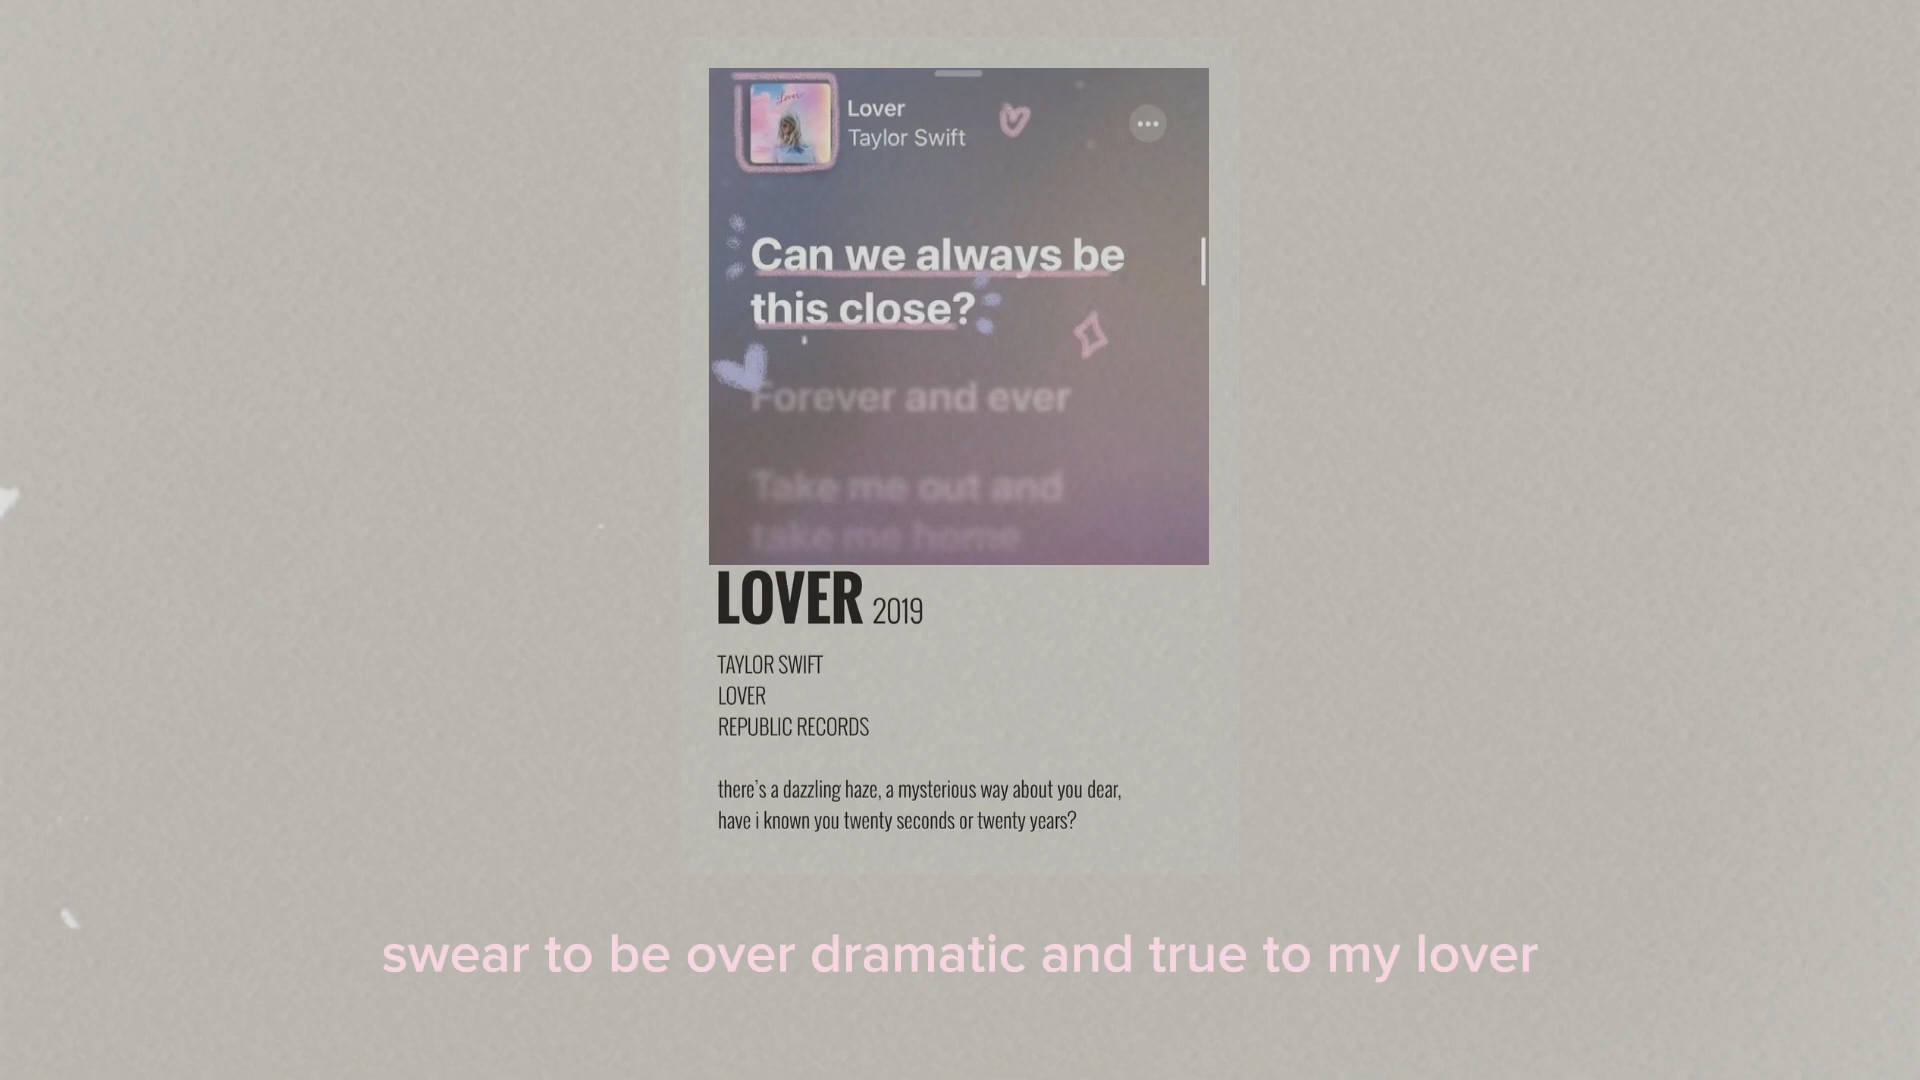 Lover
Lover
Taylor Swift
Can we always be
this close?
Forever and ever
Take me out and
take me home
LOVER 2019
TAYLOR SWIFT
LOVER
REPUBLIC RECORDS
there's a dazzling haze, a mysterious way about you dear,
have i known you twenty seconds or twenty years?
swear to be over dramatic and true to my lover